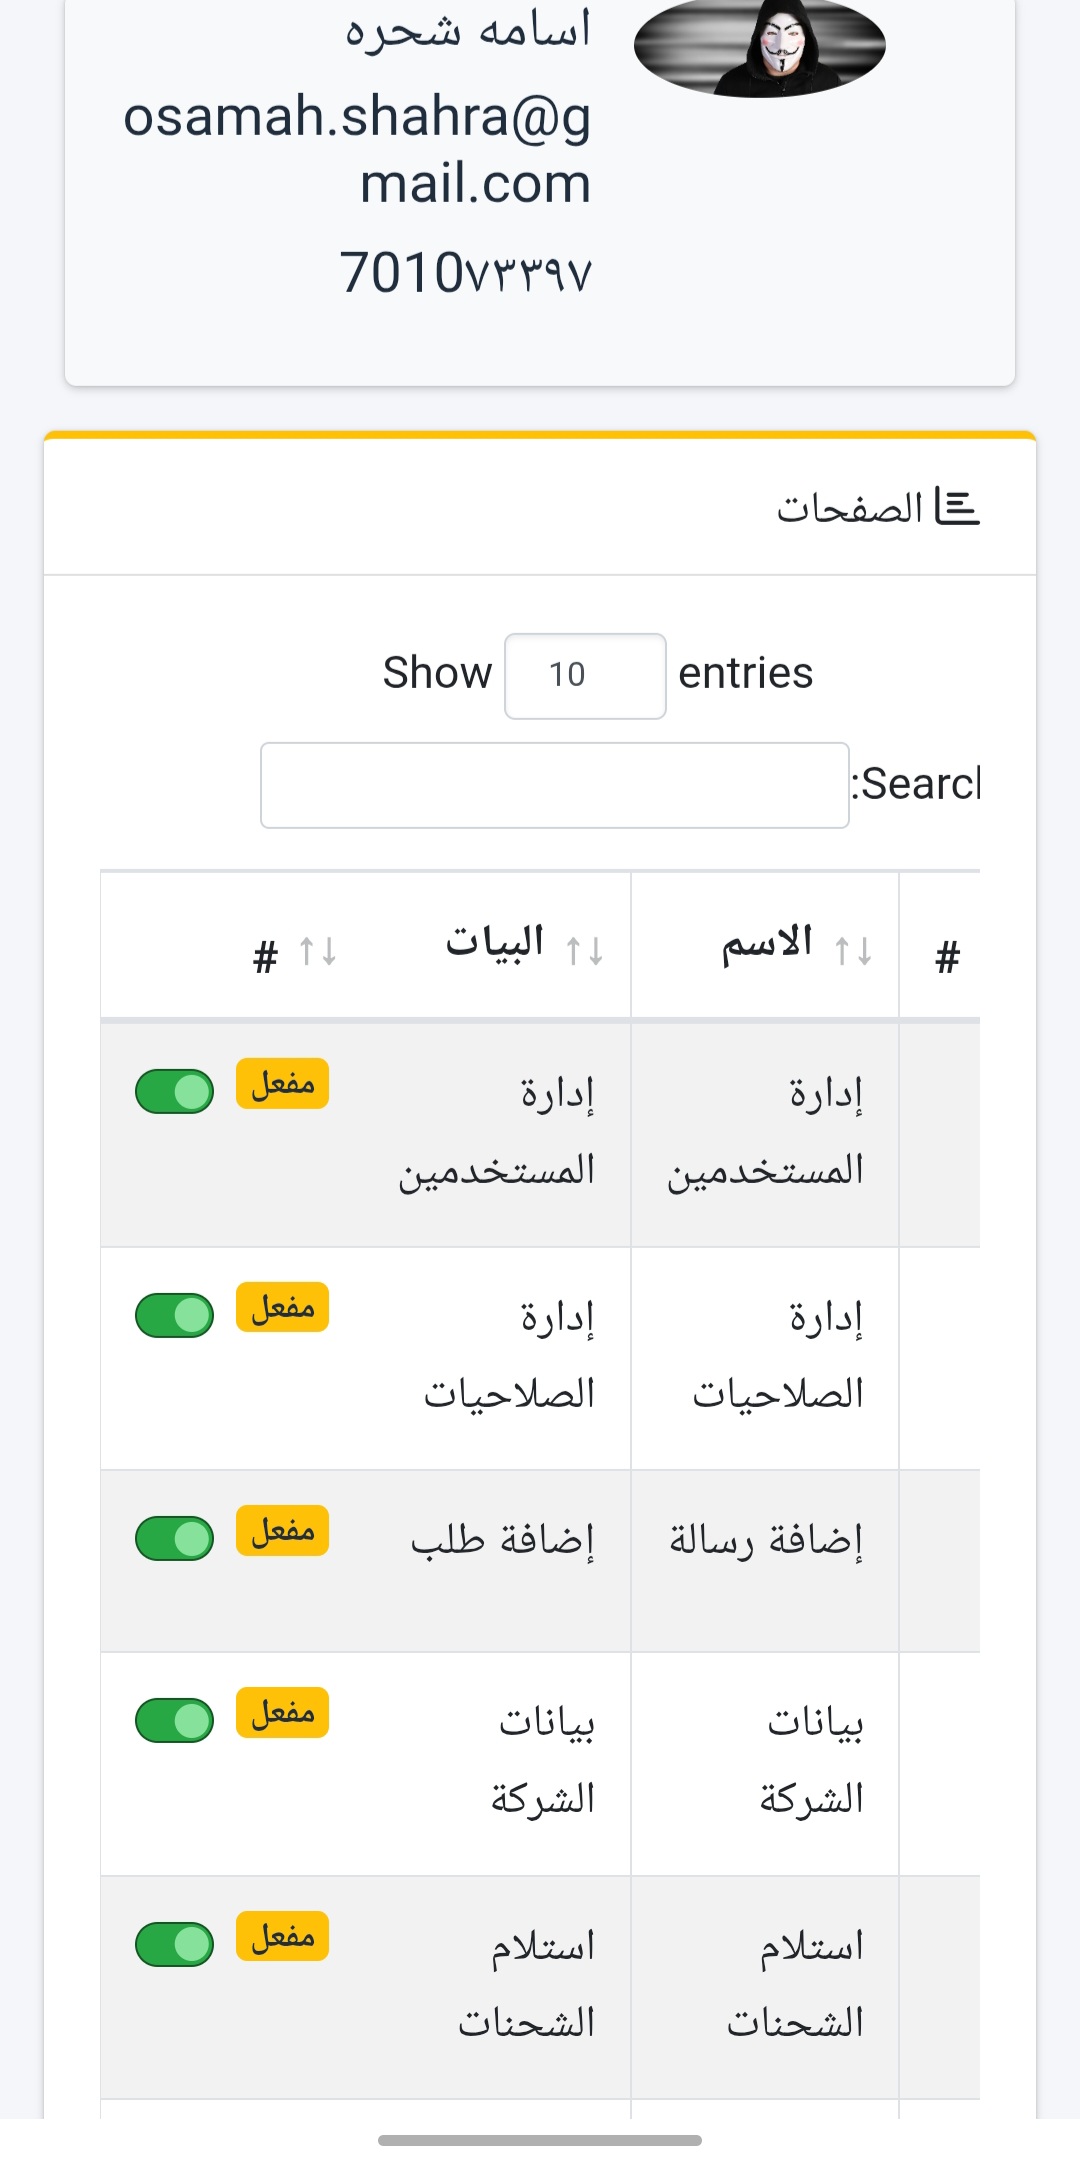 اسامه شحره
osamah.shahra@g
mail.com
7010٧٣٣٩٧
الصفحات
Show 10 entries
:Searcl
# الاسم البيات #
إدارة المستخدمين إدارة المستخدمين مفعل
إدارة الصلاحيات إدارة الصلاحيات مفعل
إضافة رسالة إضافة طلب مفعل
بيانات الشركة بيانات الشركة مفعل
استلام الشحنات استلام الشحنات مفعل